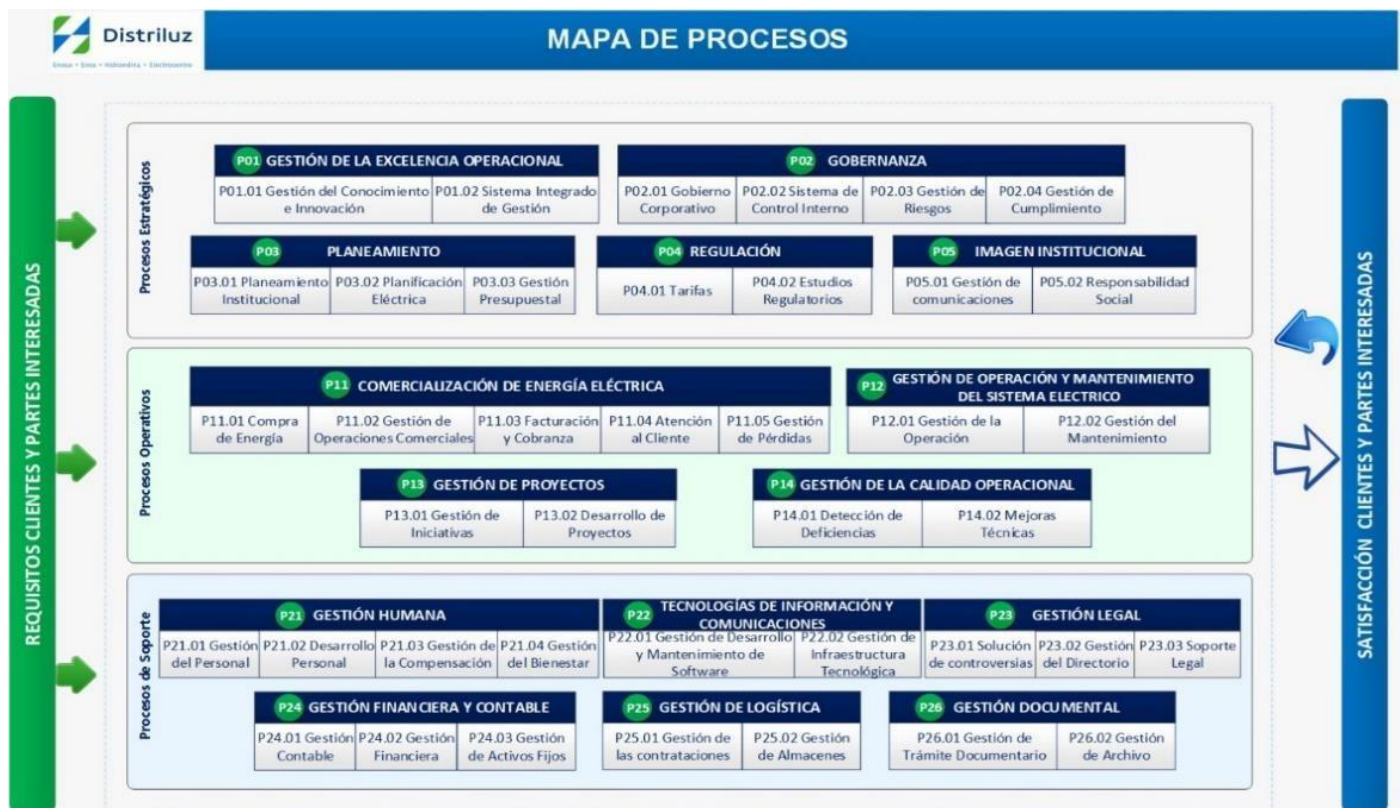 Distriluz
MAPA DE PROCESOS
REQUISITOS CLIENTES Y PARTES INTERESADAS
Procesos Estratégicos
P01 GESTIÓN DE LA EXCELENCIA OPERACIONAL
P01.01 Gestión del Conocimiento
e Innovación
P01.02 Sistema Integrado
de Gestión
P02 GOBERNANZA
P02.01 Gobierno
Corporativo
P02.02 Sistema de
Control Interno
P02.03 Gestión de
Riesgos
P02.04 Gestión de
Cumplimiento
P03 PLANEAMIENTO
P03.01 Planeamiento
Institucional
P03.02 Planificación
Eléctrica
P03.03 Gestión
Presupuestal
P04 REGULACIÓN
P04.01 Tarifas
P04.02 Estudios
Regulatorios
P05 IMAGEN INSTITUCIONAL
P05.01 Gestión de
comunicaciones
P05.02 Responsabilidad
Social
Procesos Operativos
P11 COMERCIALIZACIÓN DE ENERGÍA ELÉCTRICA
P11.01 Compra
de Energía
P11.02 Gestión de
Operaciones Comerciales
P11.03 Facturación
y Cobranza
P11.04 Atención
al Cliente
P11.05 Gestión
de Pérdidas
P12 GESTIÓN DE OPERACIÓN Y MANTENIMIENTO
DEL SISTEMA ELECTRICO
P12.01 Gestión de la
Operación
P12.02 Gestión del
Mantenimiento
P13 GESTIÓN DE PROYECTOS
P13.01 Gestión de
Iniciativas
P13.02 Desarrollo de
Proyectos
P14 GESTIÓN DE LA CALIDAD OPERACIONAL
P14.01 Detección de
Deficiencias
P14.02 Mejoras
Técnicas
Procesos de Soporte
P21 GESTIÓN HUMANA
P21.01 Gestión
del Personal
P21.02 Desarrollo
Personal
P21.03 Gestión de
la Compensación
P21.04 Gestión
del Bienestar
P22 TECNOLOGÍAS DE INFORMACIÓN Y
COMUNICACIONES
P22.01 Gestión de Desarrollo
y Mantenimiento de
Software
P22.02 Gestión de
Infraestructura
Tecnológica
P23 GESTIÓN LEGAL
P23.01 Solución
de controversias
P23.02 Gestión
del Directorio
P23.03 Soporte
Legal
P24 GESTIÓN FINANCIERA Y CONTABLE
P24.01 Gestión
Contable
P24.02 Gestión
Financiera
P24.03 Gestión
de Activos Fijos
P25 GESTIÓN DE LOGÍSTICA
P25.01 Gestión de
las contrataciones
P25.02 Gestión
de Almacenes
P26 GESTIÓN DOCUMENTAL
P26.01 Gestión de
Trámite Documentario
P26.02 Gestión
de Archivo
SATISFACCIÓN CLIENTES Y PARTES INTERESADAS